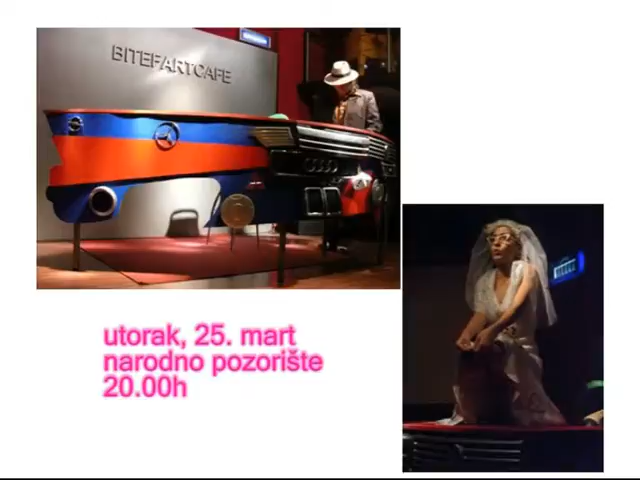 BITEFARTCAFE
utorak, 25. mart
narodno pozorište
20.00h